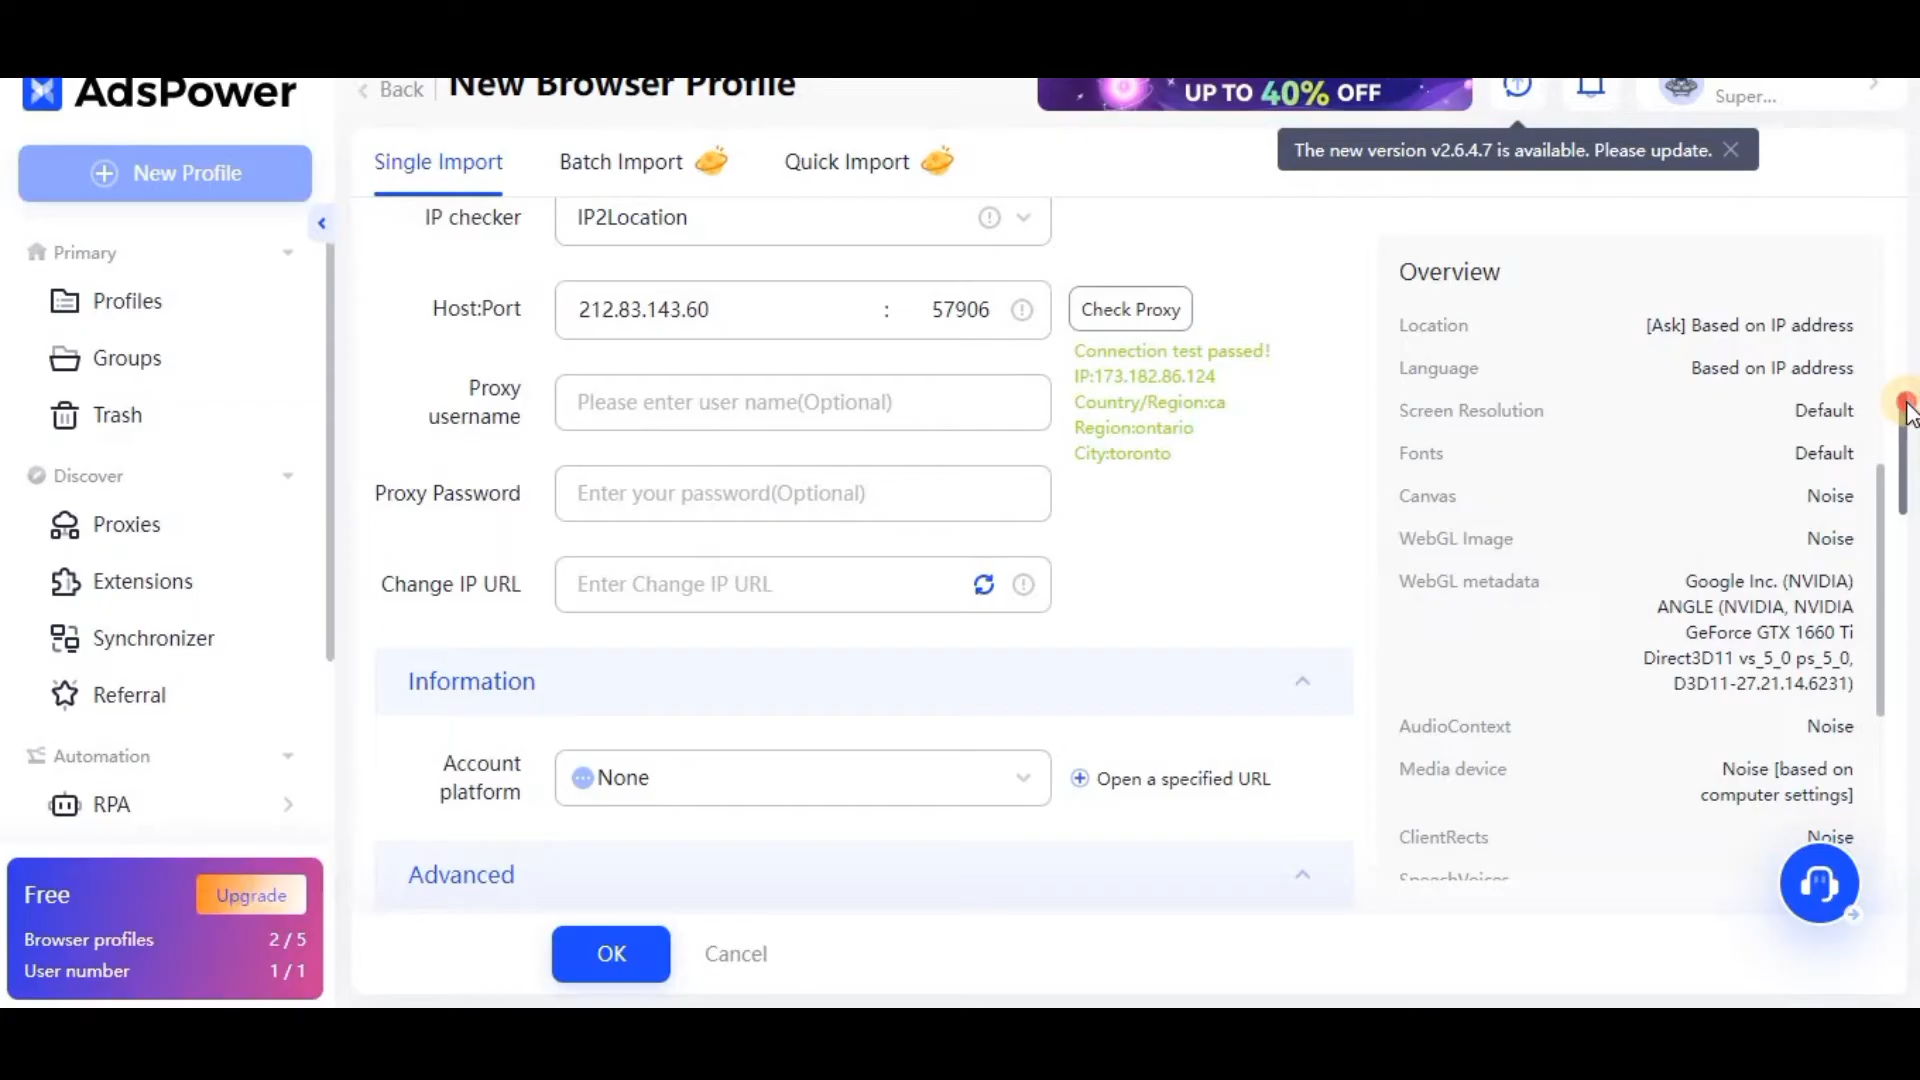 AdsPower
Back
New Browser Profile
UP TO 40% OFF
Super...
The new version v2.6.4.7 is available. Please update.
New Profile
Single Import
Batch Import
Quick Import
Primary
Profiles
Groups
Trash
Discover
Proxies
Extensions
Synchronizer
Referral
Automation
RPA
Free
Upgrade
Browser profiles 2 / 5
User number 1 / 1
IP checker
IP2Location
Host:Port
212.83.143.60 : 57906
Check Proxy
Connection test passed!
IP:173.182.86.124
Country/Region:ca
Region:ontario
City:toronto
Proxy
username
Please enter user name(Optional)
Proxy Password
Enter your password(Optional)
Change IP URL
Enter Change IP URL
Information
Account
platform
None
Open a specified URL
Advanced
OK
Cancel
Overview
Location [Ask] Based on IP address
Language Based on IP address
Screen Resolution Default
Fonts Default
Canvas Noise
WebGL Image Noise
WebGL metadata Google Inc. (NVIDIA)
ANGLE (NVIDIA, NVIDIA
GeForce GTX 1660 Ti
Direct3D11 vs_5_0 ps_5_0,
D3D11-27.21.14.6231)
AudioContext Noise
Media device Noise [based on
computer settings]
ClientRects Noise
SpeechVoices